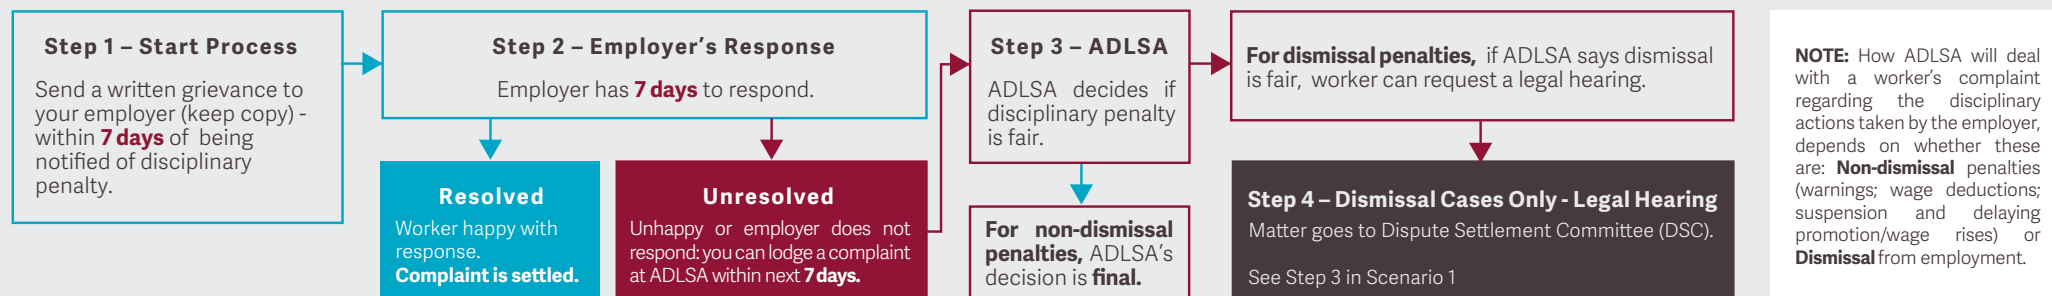 Step 1 – Start Process
Send a written grievance to
your employer (keep copy) -
within 7 days of being
notified of disciplinary
penalty.
Step 2 – Employer's Response
Employer has 7 days to respond.
Resolved
Worker happy with
response.
Complaint is settled.
Unresolved
Unhappy or employer does not
respond: you can lodge a complaint
at ADLSA within next 7 days.
Step 3 – ADLSA
ADLSA decides if
disciplinary penalty
is fair.
For non-dismissal
penalties, ADLSA's
decision is final.
For dismissal penalties, if ADLSA says dismissal
is fair, worker can request a legal hearing.
Step 4 – Dismissal Cases Only - Legal Hearing
Matter goes to Dispute Settlement Committee (DSC).
See Step 3 in Scenario 1
NOTE: How ADLSA will deal
with a worker's complaint
regarding the disciplinary
actions taken by the employer,
depends on whether these
are: Non-dismissal penalties
(warnings; wage deductions;
suspension and delaying
promotion/wage rises) or
Dismissal from employment.